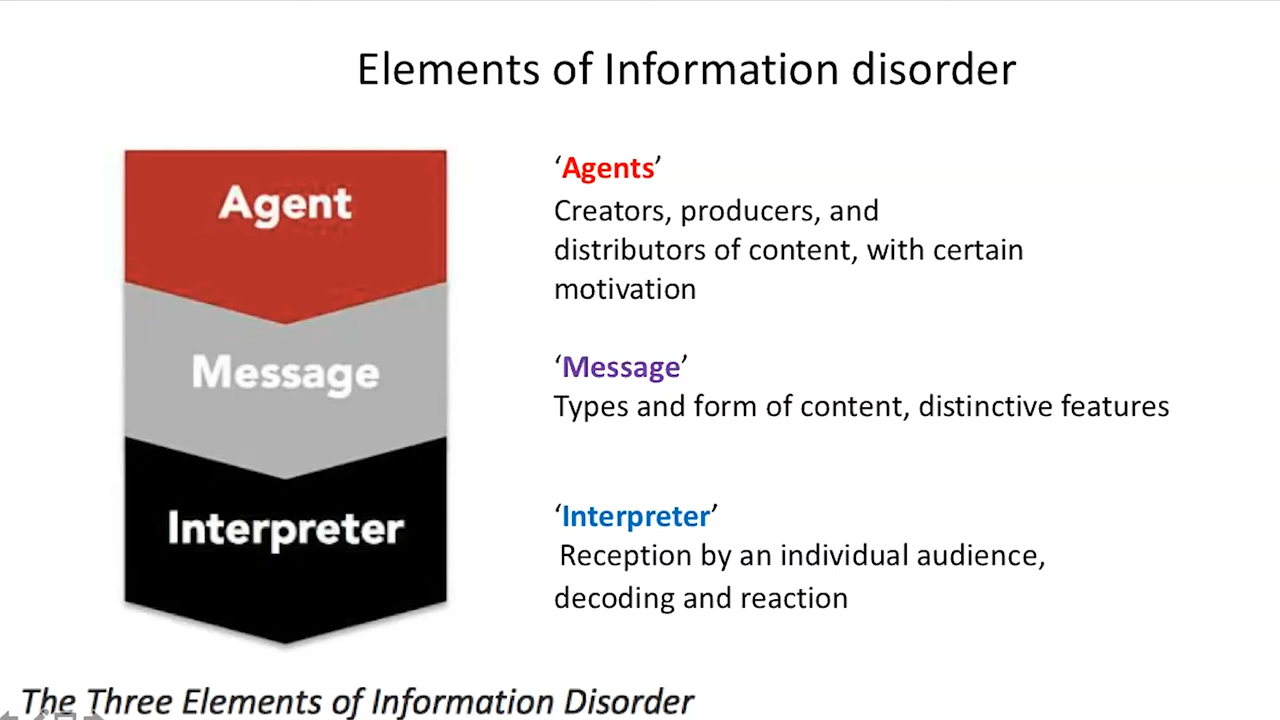 Elements of Information disorder
Agent
Message
Interpreter
‘Agents’
Creators, producers, and
distributors of content, with certain
motivation
‘Message’
Types and form of content, distinctive features
‘Interpreter’
Reception by an individual audience,
decoding and reaction
The Three Elements of Information Disorder